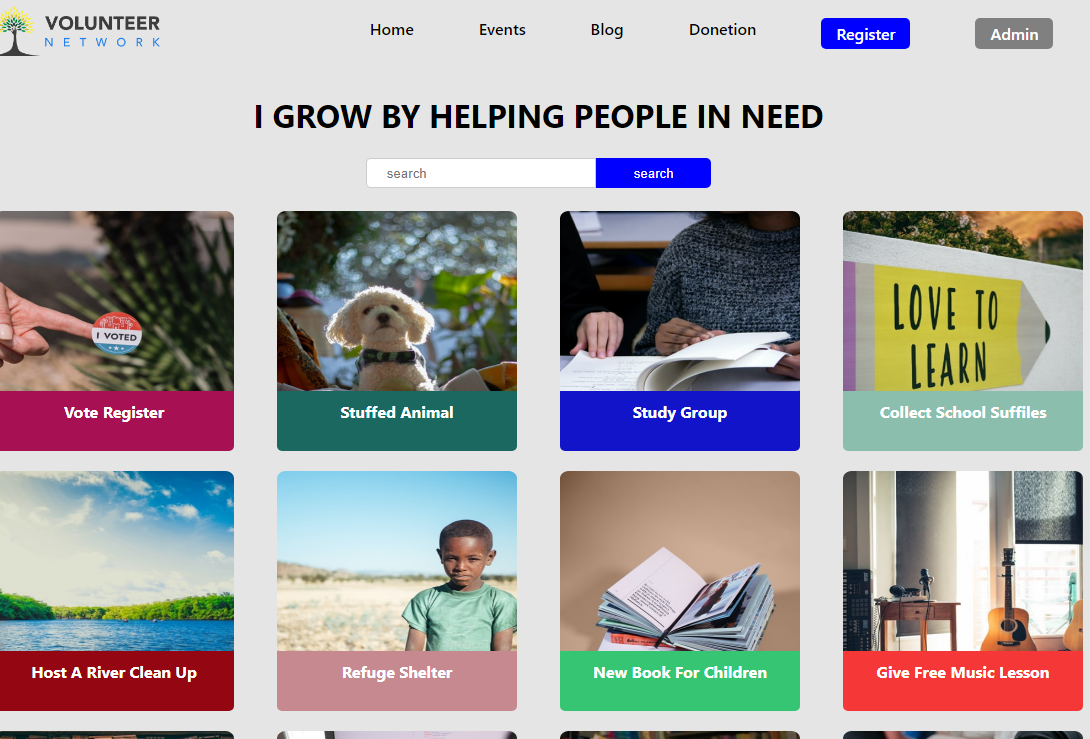 VOLUNTEER
NETWORK
Home Events Blog Donetion Register Admin
I GROW BY HELPING PEOPLE IN NEED
search search
I VOTED
LOVE TO
LEARN
Vote Register Stuffed Animal Study Group Collect School Suffiles
Host A River Clean Up Refuge Shelter New Book For Children Give Free Music Lesson